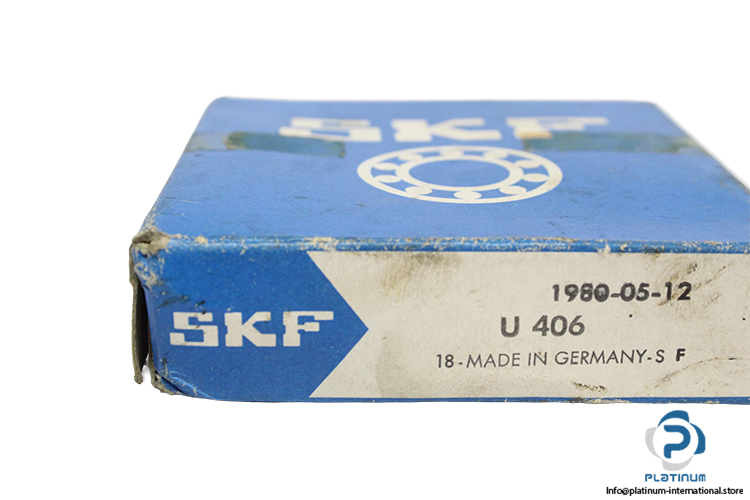 SKF
SKF
1980-05-12
U 406
18-MADE IN GERMANY-S F
PLATINUM
Info@platinum-international.store